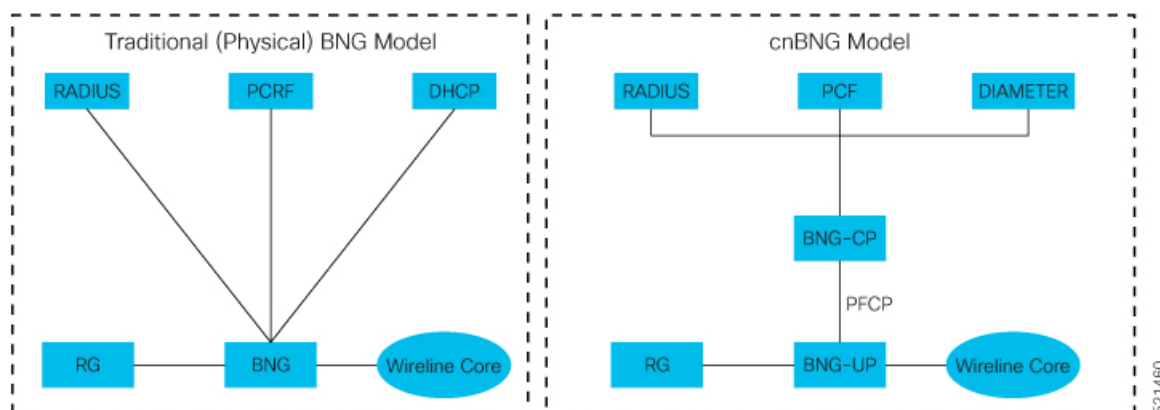 Traditional (Physical) BNG Model
RADIUS
PCRF
DHCP
RG
BNG
Wireline Core
cnBNG Model
RADIUS
PCF
DIAMETER
BNG-CP
PFCP
RG
BNG-UP
Wireline Core
521460